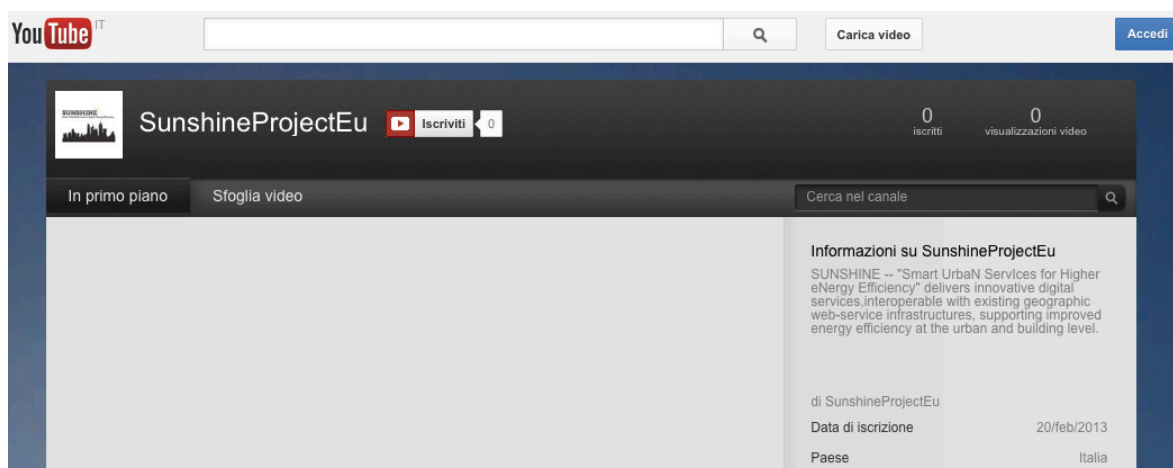 YouTube IT
Carica video
Accedi
SUNSHINE
SunshineProjectEu
Iscriviti
0
0
iscritti
0
visualizzazioni video
In primo piano
Sfoglia video
Cerca nel canale
Informazioni su SunshineProjectEu
SUNSHINE -- "Smart UrbaN ServIces for Higher
eNergy Efficiency" delivers innovative digital
services,interoperable with existing geographic
web-service infrastructures, supporting improved
energy efficiency at the urban and building level.
di SunshineProjectEu
Data di iscrizione 20/feb/2013
Paese Italia